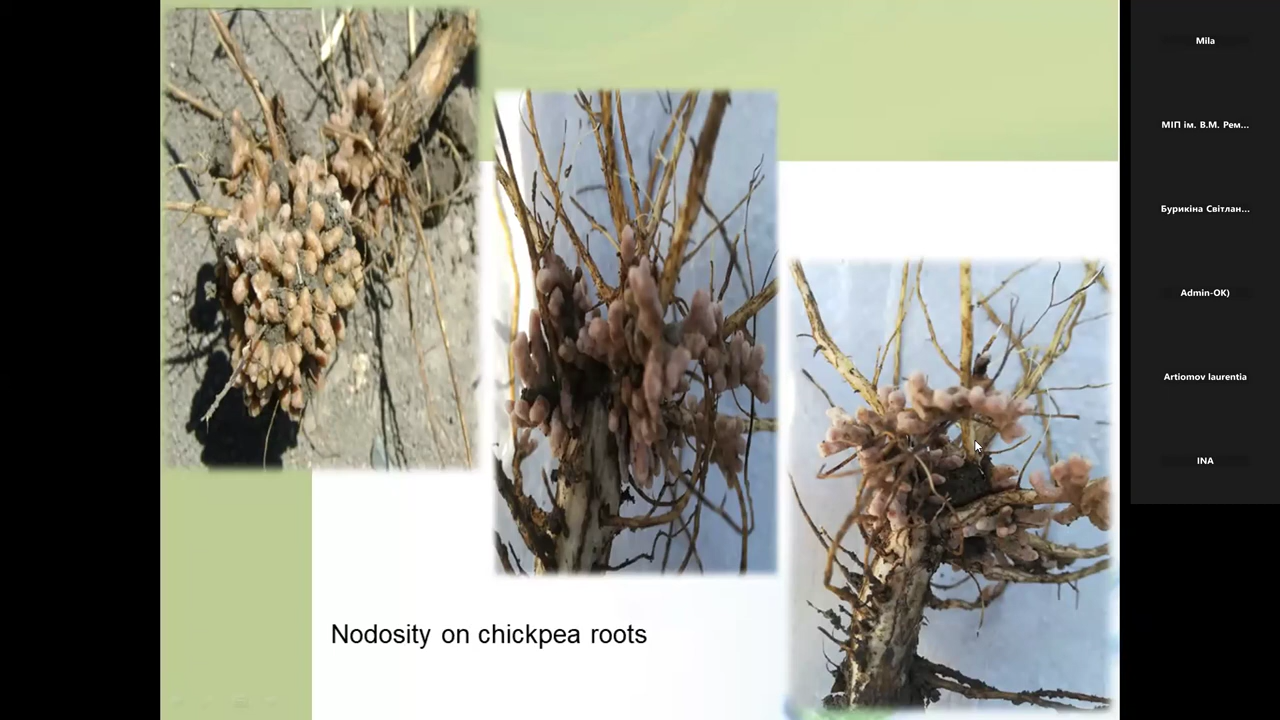 Nodosity on chickpea roots
Mila
МІП ім. В.М. Рем...
Бурикіна Світлан...
Admin-OK)
Artiomov laurentia
INA